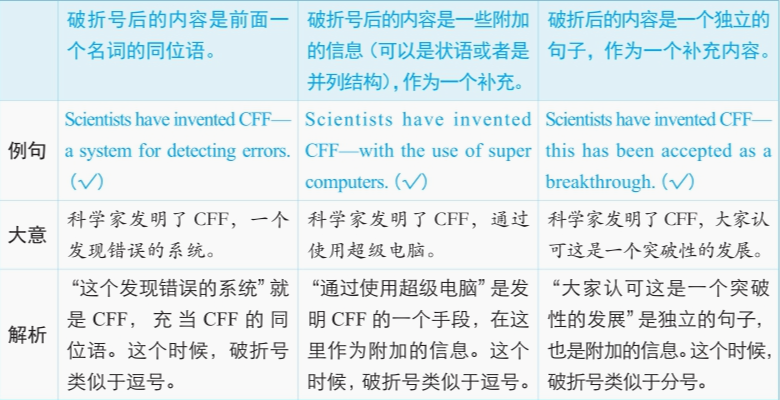 破折号后的内容是前面一
个名词的同位语。
破折号后的内容是一些附加
的信息（可以是状语或者是
并列结构），作为一个补充。
破折后的内容是一个独立的
句子，作为一个补充内容。
例句
Scientists have invented CFF—
a system for detecting errors.
（√）
Scientists have invented
CFF—with the use of super
computers.（√）
Scientists have invented CFF—
this has been accepted as a
breakthrough.（√）
大意
科学家发明了 CFF，一个
发现错误的系统。
科学家发明了 CFF，通过
使用超级电脑。
科学家发明了 CFF，大家认
可这是一个突破性的发展。
解析
“这个发现错误的系统”就
是 CFF，充当 CFF 的同
位语。这个时候，破折号
类似于逗号。
“通过使用超级电脑”是发
明 CFF 的一个手段，在这
里作为附加的信息。这个
时候，破折号类似于逗号。
“大家认可这是一个突破
性的发展”是独立的句子，
也是附加的信息。这个时候，
破折号类似于分号。